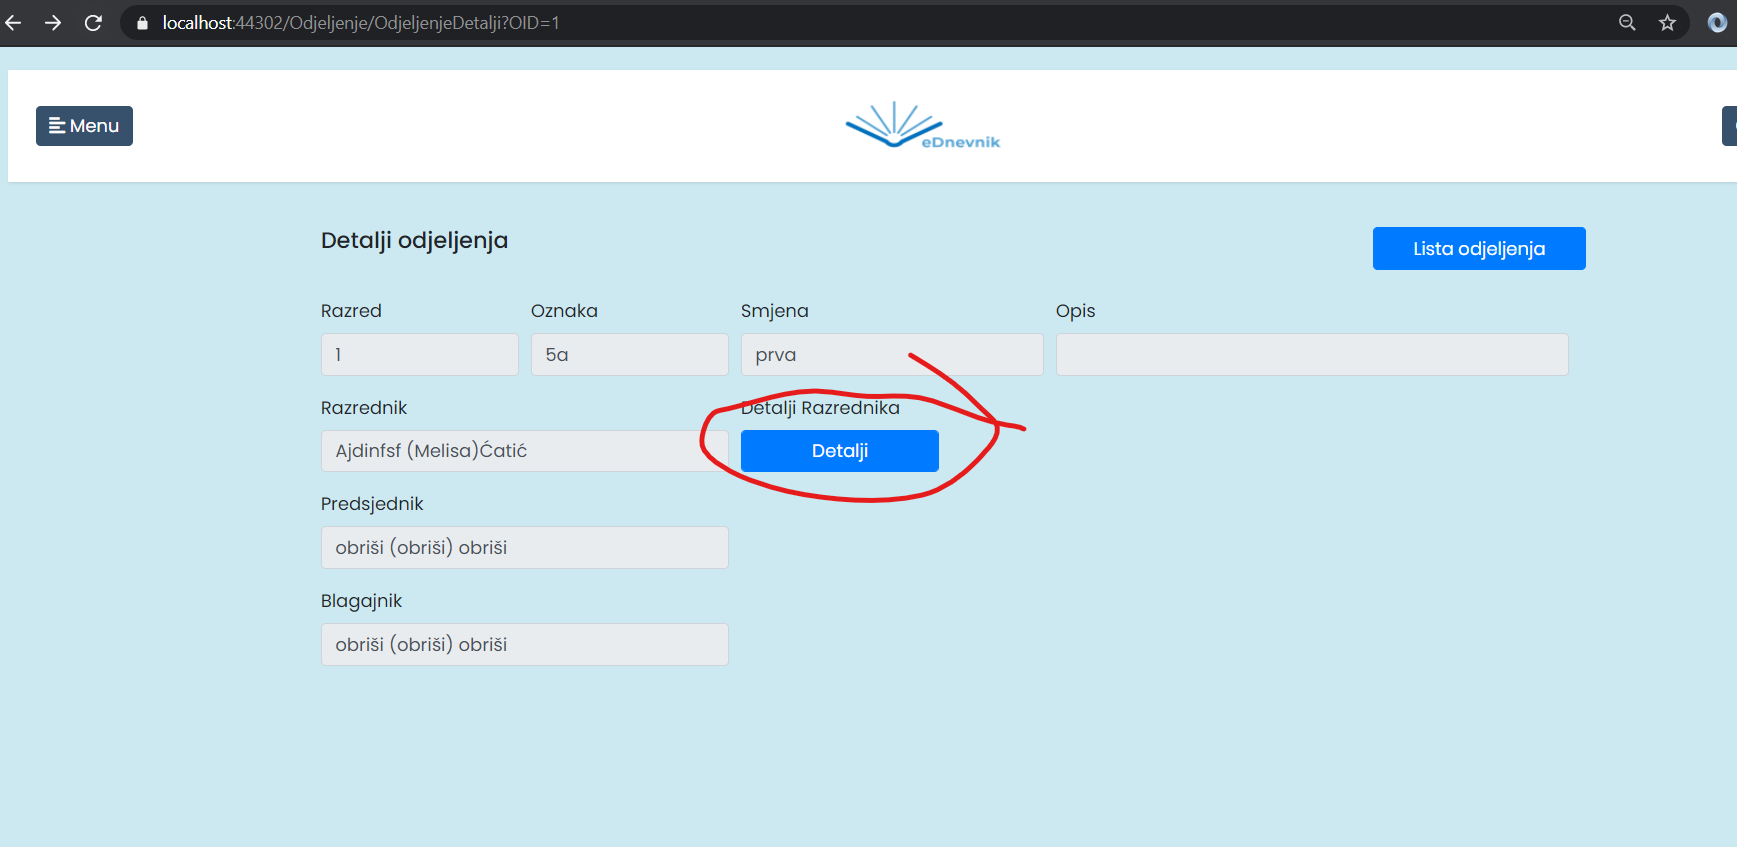 localhost:44302/Odjeljenje/OdjeljenjeDetalji?OID=1
Menu
eDnevnik
Detalji odjeljenja
Lista odjeljenja
Razred Oznaka Smjena Opis
1 5a prva
Razrednik Detalji Razrednika
Ajdinfsf (Melisa)Ćatić Detalji
Predsjednik
obriši (obriši) obriši
Blagajnik
obriši (obriši) obriši